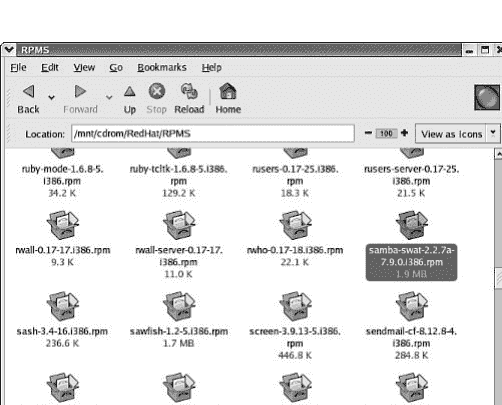 RPMS
File Edit View Go Bookmarks Help
Back Forward Up Stop Reload Home
Location: /mnt/cdrom/RedHat/RPMS 100 View as Icons
ruby-mode-1.6.8-5. ruby-tcltk-1.6.8-5.i386. rusers-0.17-25.i386. rusers-server-0.17-25.
i386.rpm rpm rpm i386.rpm
34.2 K 129.2 K 18.3 K 21.5 K
rwall-0.17-17.i386.rpm rwall-server-0.17-17. rwho-0.17-18.i386.rpm samba-swat-2.2.7a-
9.3 K i386.rpm 22.1 K 7.9.0.i386.rpm
11.0 K 1.9 MB
sash-3.4-16.i386.rpm sawfish-1.2-5.i386.rpm screen-3.9.13-5.i386. sendmail-cf-8.12.8-4.
236.6 K 1.7 MB rpm i386.rpm
446.8 K 284.8 K